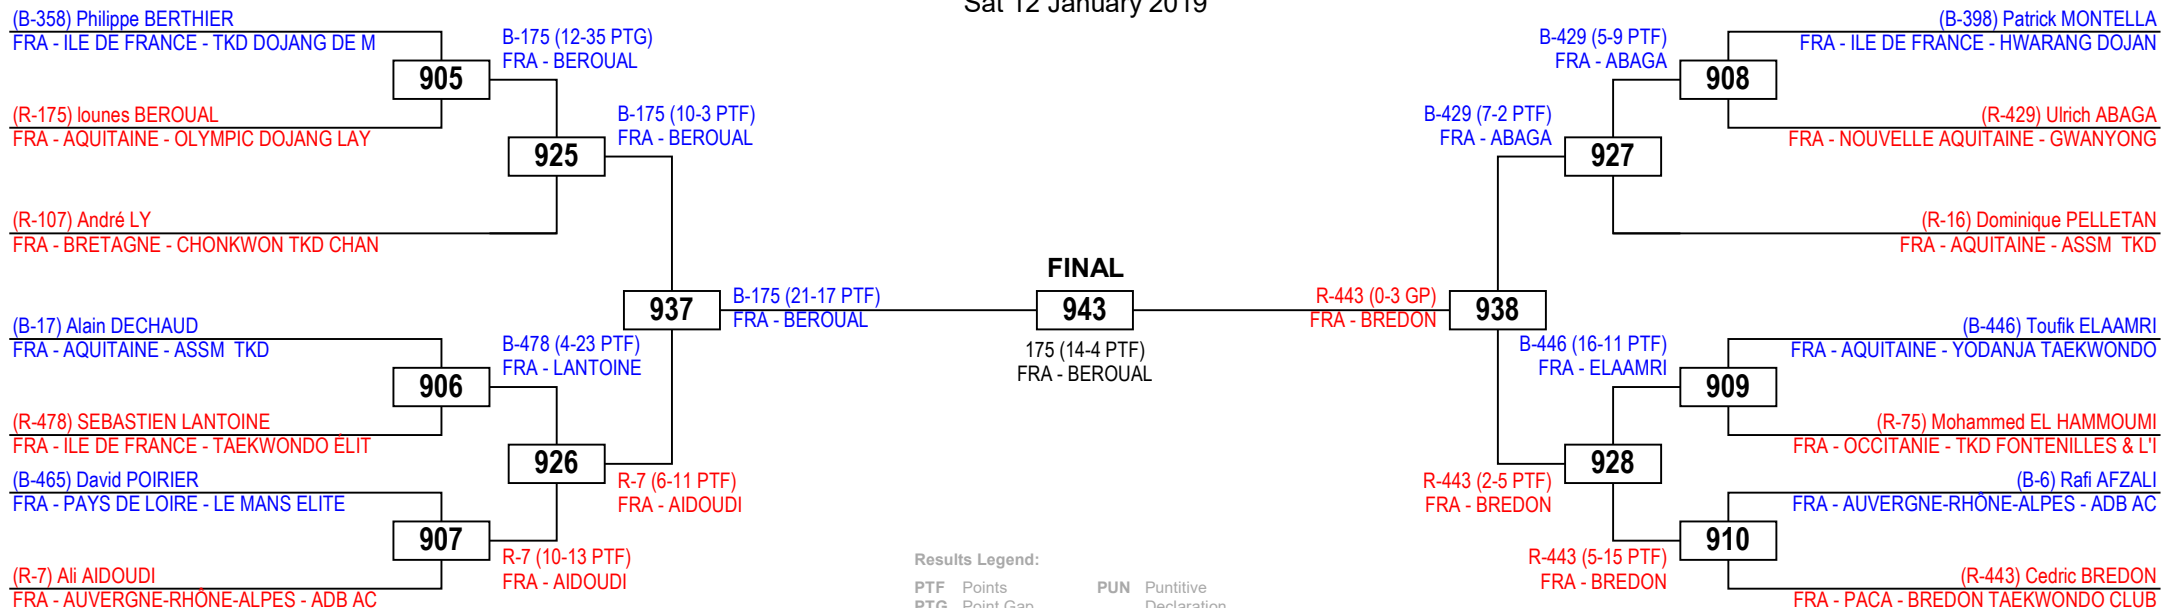 Sat 12 January 2019
(B-358) Philippe BERTHIER
FRA - ILE DE FRANCE - TKD DOJANG DE M
905
(R-175) Iounes BEROUAL
FRA - AQUITAINE - OLYMPIC DOJANG LAY
B-175 (12-35 PTG)
FRA - BEROUAL
925
(R-107) André LY
FRA - BRETAGNE - CHONKWON TKD CHAN
B-175 (10-3 PTF)
FRA - BEROUAL
937
(B-17) Alain DECHAUD
FRA - AQUITAINE - ASSM TKD
906
(R-478) SEBASTIEN LANTOINE
FRA - ILE DE FRANCE - TAEKWONDO ÉLIT
B-478 (4-23 PTF)
FRA - LANTOINE
926
(B-465) David POIRIER
FRA - PAYS DE LOIRE - LE MANS ELITE
907
(R-7) Ali AIDOUDI
FRA - AUVERGNE-RHÔNE-ALPES - ADB AC
R-7 (10-13 PTF)
FRA - AIDOUDI
R-7 (6-11 PTF)
FRA - AIDOUDI
B-175 (21-17 PTF)
FRA - BEROUAL
FINAL
943
175 (14-4 PTF)
FRA - BEROUAL
R-443 (0-3 GP)
FRA - BREDON
938
(B-398) Patrick MONTELLA
FRA - ILE DE FRANCE - HWARANG DOJAN
908
(R-429) Ulrich ABAGA
FRA - NOUVELLE AQUITAINE - GWANYONG
B-429 (5-9 PTF)
FRA - ABAGA
927
(R-16) Dominique PELLETAN
FRA - AQUITAINE - ASSM TKD
B-429 (7-2 PTF)
FRA - ABAGA
(B-446) Toufik ELAAMRI
FRA - AQUITAINE - YODANJA TAEKWONDO
909
(R-75) Mohammed EL HAMMOUMI
FRA - OCCITANIE - TKD FONTENILLES & L'I
B-446 (16-11 PTF)
FRA - ELAAMRI
928
(B-6) Rafi AFZALI
FRA - AUVERGNE-RHÔNE-ALPES - ADB AC
910
(R-443) Cedric BREDON
FRA - PACA - BREDON TAEKWONDO CLUB
R-443 (5-15 PTF)
FRA - BREDON
R-443 (2-5 PTF)
FRA - BREDON
Results Legend:
PTF Points PUN Puntitive
PTG Point Gap Declaration